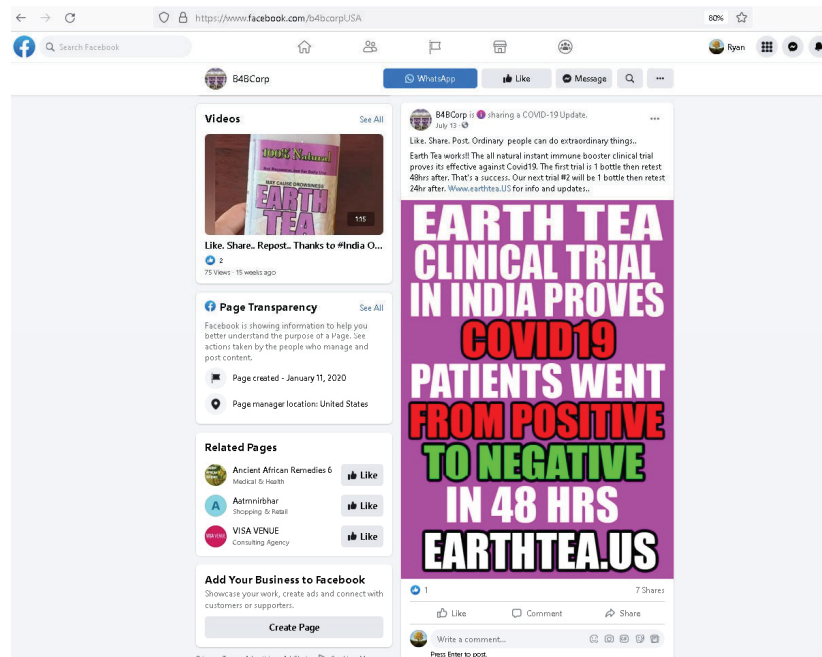 https://www.facebook.com/b4bcorpUSA
80%
Search Facebook
Ryan
B4BCorp
WhatsApp
Like
Message
Videos
See All
100% Natural
MAY CAUSE DROWSINESS
EARTH
TEA
1:15
Like. Share.. Repost.. Thanks to #India O...
2
75 Views · 15 weeks ago
Page Transparency
See All
Facebook is showing information to help you
better understand the purpose of a Page. See
actions taken by the people who manage and
post content.
Page created - January 11, 2020
Page manager location: United States
Related Pages
Ancient African Remedies 6
Medical & Health
Like
A
Aatmnirbhar
Shopping & Retail
Like
VISA VENUE
VISA VENUE
Consulting Agency
Like
Add Your Business to Facebook
Showcase your work, create ads and connect with
customers or supporters.
Create Page
B4BCorp is sharing a COVID-19 Update.
July 13 ·
Like. Share. Post. Ordinary people can do extraordinary things..
Earth Tea works!! The all natural instant immune booster clinical trial
proves its effective against Covid19. The first trial is 1 bottle then retest
48hrs after. That's a success. Our next trial #2 will be 1 bottle then retest
24hr after. Www.earthtea.US for info and updates..
EARTH TEA
CLINICAL TRIAL
IN INDIA PROVES
COVID19
PATIENTS WENT
FROM POSITIVE
TO NEGATIVE
IN 48 HRS
EARTHTEA.US
1
7 Shares
Like
Comment
Share
Write a comment...
Press Enter to post.